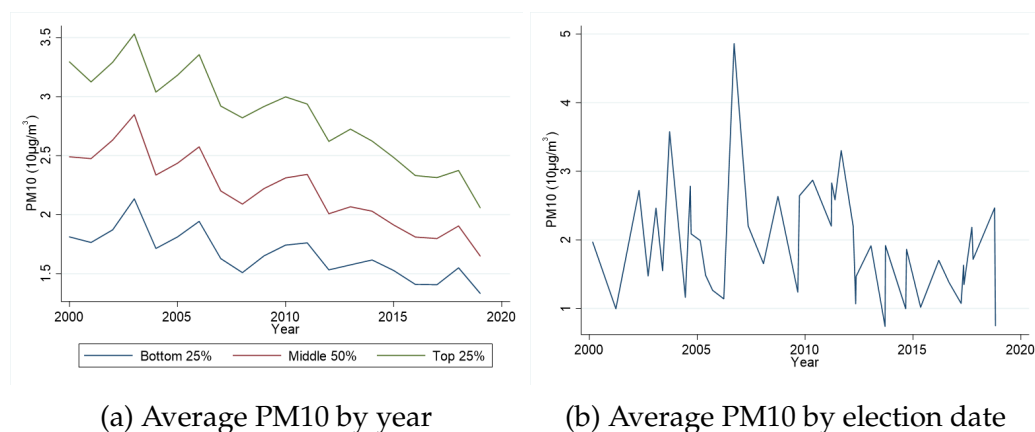 3.5
3
2.5
2
1.5
PM10 (10μg/m³)
2000 2005 2010 2015 2020
Year
Bottom 25% Middle 50% Top 25%
(a) Average PM10 by year
5
4
3
2
1
PM10 (10μg/m³)
2000 2005 2010 2015 2020
Year
(b) Average PM10 by election date